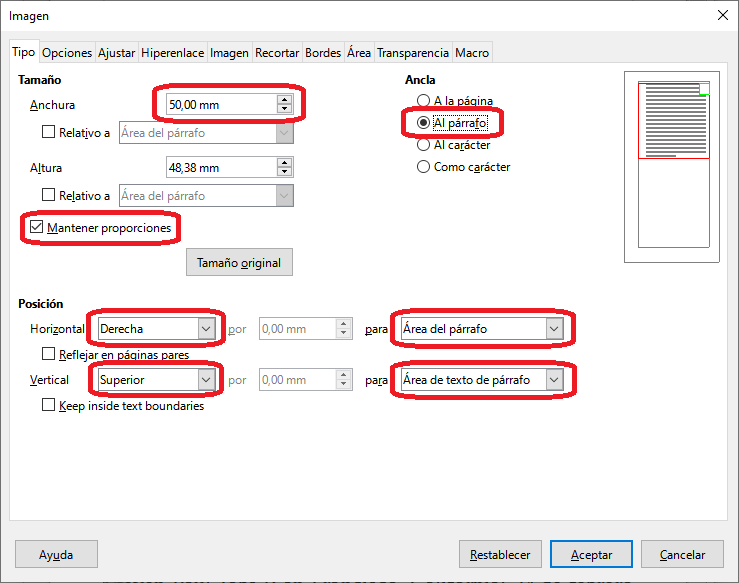 Imagen
Tipo Opciones Ajustar Hiperenlace Imagen Recortar Bordes Área Transparencia Macro
Tamaño
Anchura 50,00 mm
Relativo a Área del párrafo
Altura 48,38 mm
Relativo a Área del párrafo
Mantener proporciones
Tamaño original
Ancla
A la página
Al párrafo
Al carácter
Como carácter
Posición
Horizontal Derecha por 0,00 mm para Área del párrafo
Reflejar en páginas pares
Vertical Superior por 0,00 mm para Área de texto de párrafo
Keep inside text boundaries
Ayuda Restablecer Aceptar Cancelar